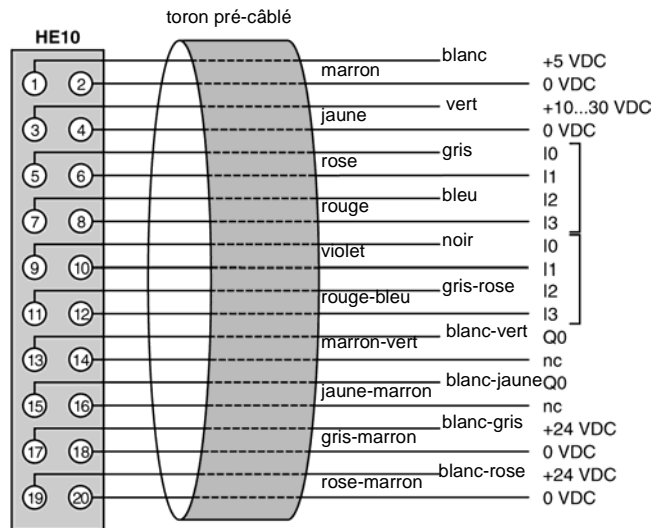 toron pré-câblé
HE10
blanc +5 VDC
1 2 marron 0 VDC
vert +10...30 VDC
3 4 jaune 0 VDC
gris I0
5 6 rose I1
bleu I2
7 8 rouge I3
noir I0
9 10 violet I1
gris-rose I2
11 12 rouge-bleu I3
blanc-vert Q0
13 14 marron-vert nc
blanc-jaune Q0
15 16 jaune-marron nc
blanc-gris +24 VDC
17 18 gris-marron 0 VDC
blanc-rose +24 VDC
19 20 rose-marron 0 VDC